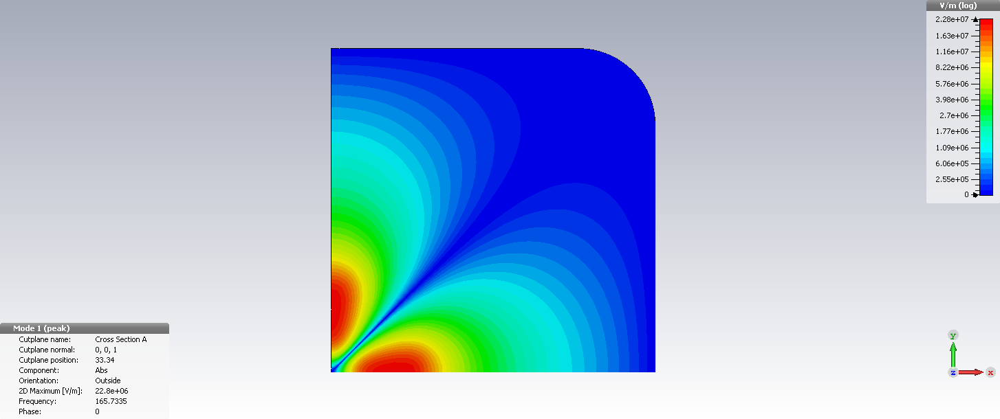 V/m (log)
2.28e+07
1.63e+07
1.16e+07
8.22e+06
5.76e+06
3.98e+06
2.7e+06
1.77e+06
1.09e+06
6.06e+05
2.55e+05
0
Mode 1 (peak)
Cutplane name: Cross Section A
Cutplane normal: 0, 0, 1
Cutplane position: 33.34
Component: Abs
Orientation: Outside
2D Maximum [V/m]: 22.8e+06
Frequency: 165.7335
Phase: 0
y
z x